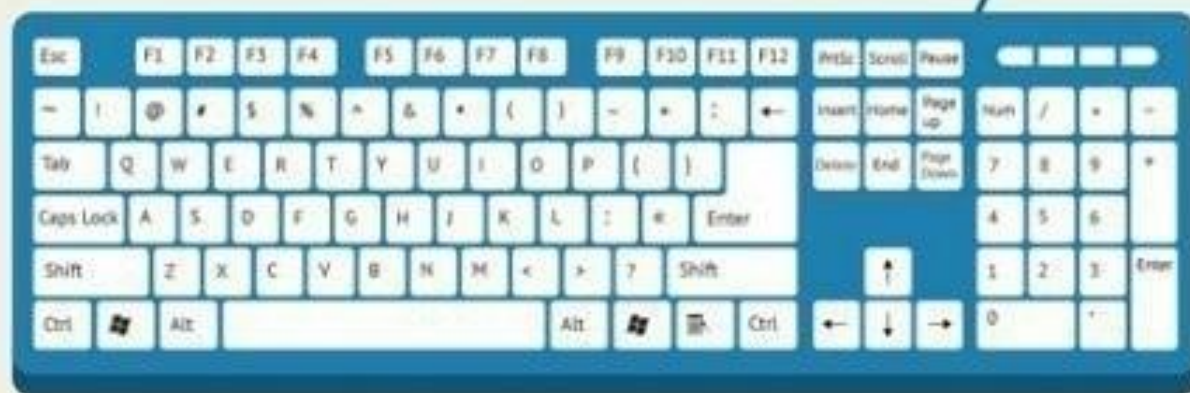 Esc F1 F2 F3 F4 F5 F6 F7 F8 F9 F10 F11 F12 PrtSc Scroll Pause
~ ! @ # $ % ^ & * ( ) - + : ← Insert Home Page up Num / * -
Tab Q W E R T Y U I O P { } Delete End Page Down 7 8 9 +
Caps Lock A S D F G H J K L : « Enter 4 5 6
Shift Z X C V B N M < > ? Shift ↑ 1 2 3 Enter
Ctrl Alt Alt Ctrl ← ↓ → 0 '